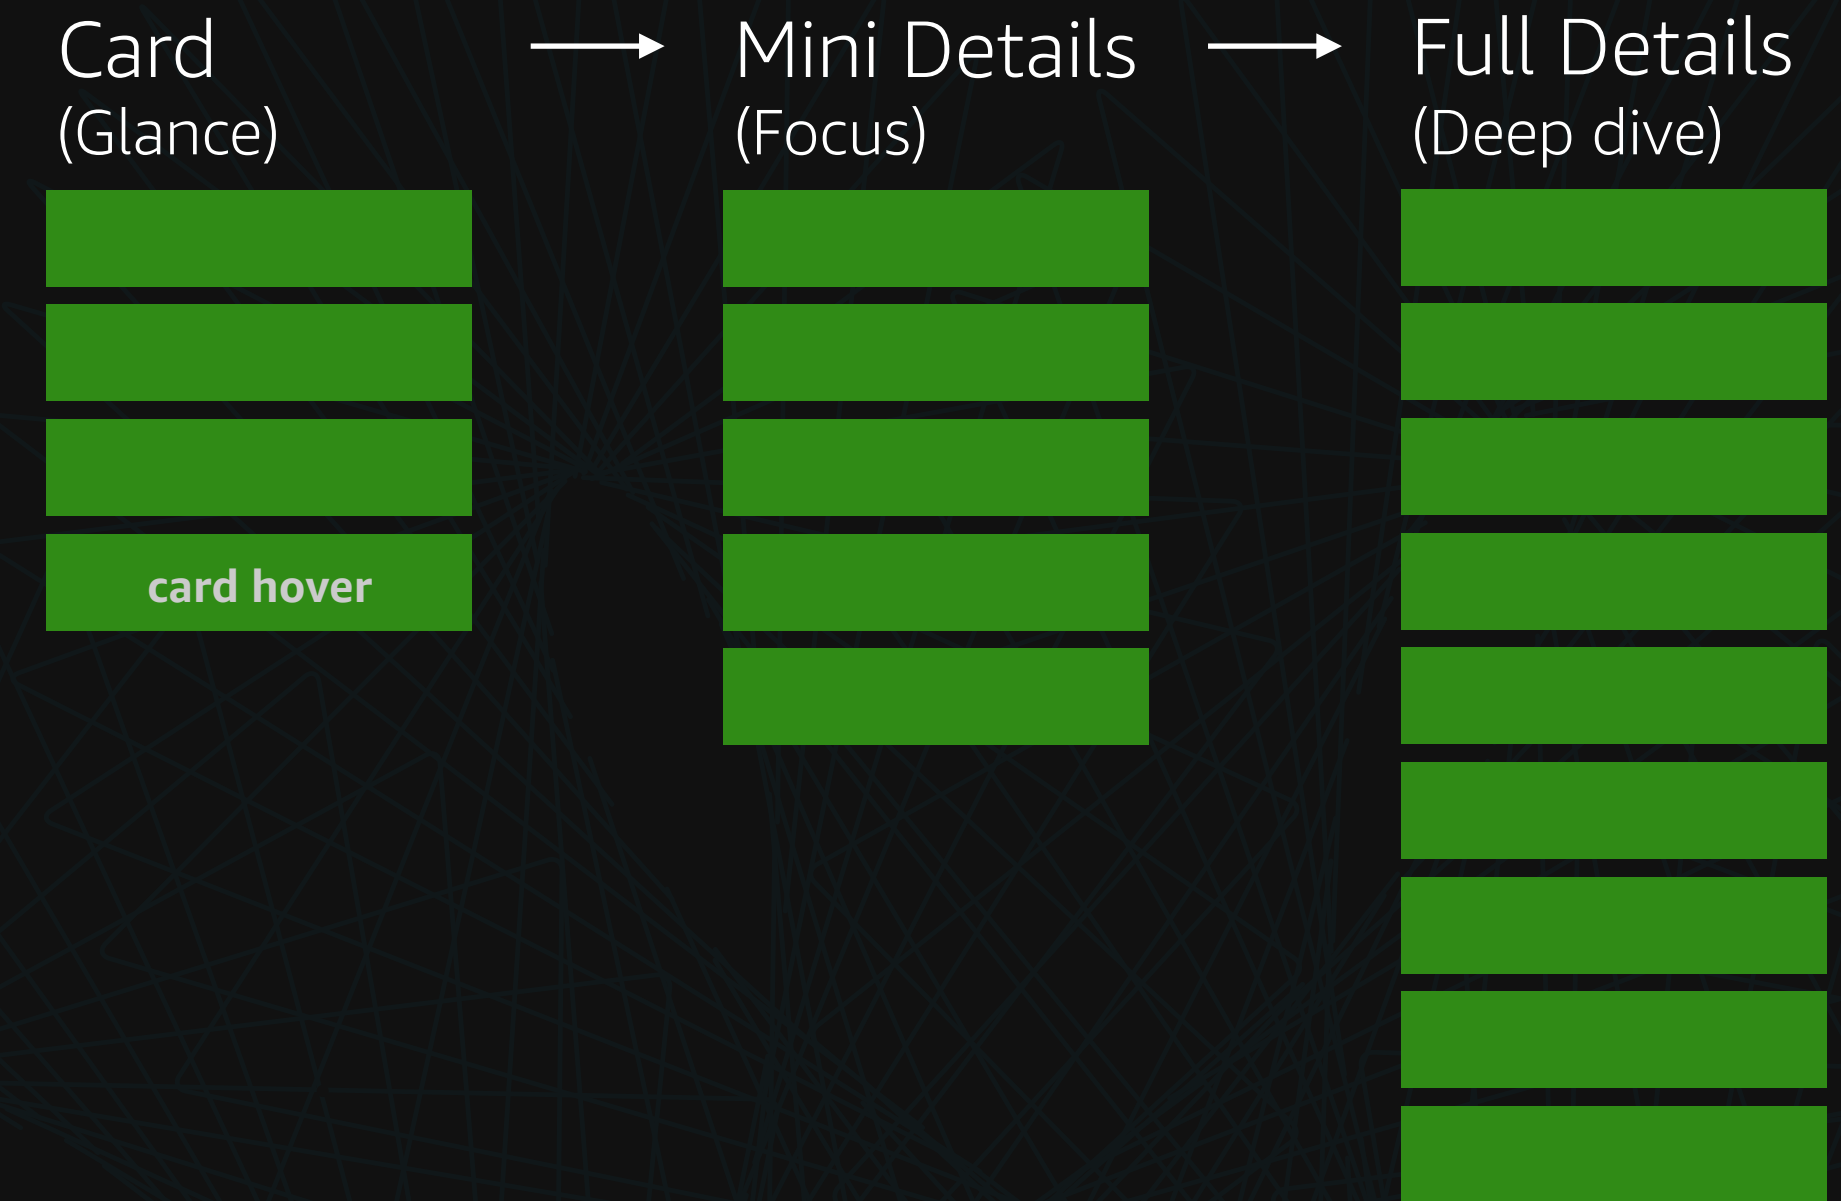 Card
(Glance)
Mini Details
(Focus)
Full Details
(Deep dive)
card hover